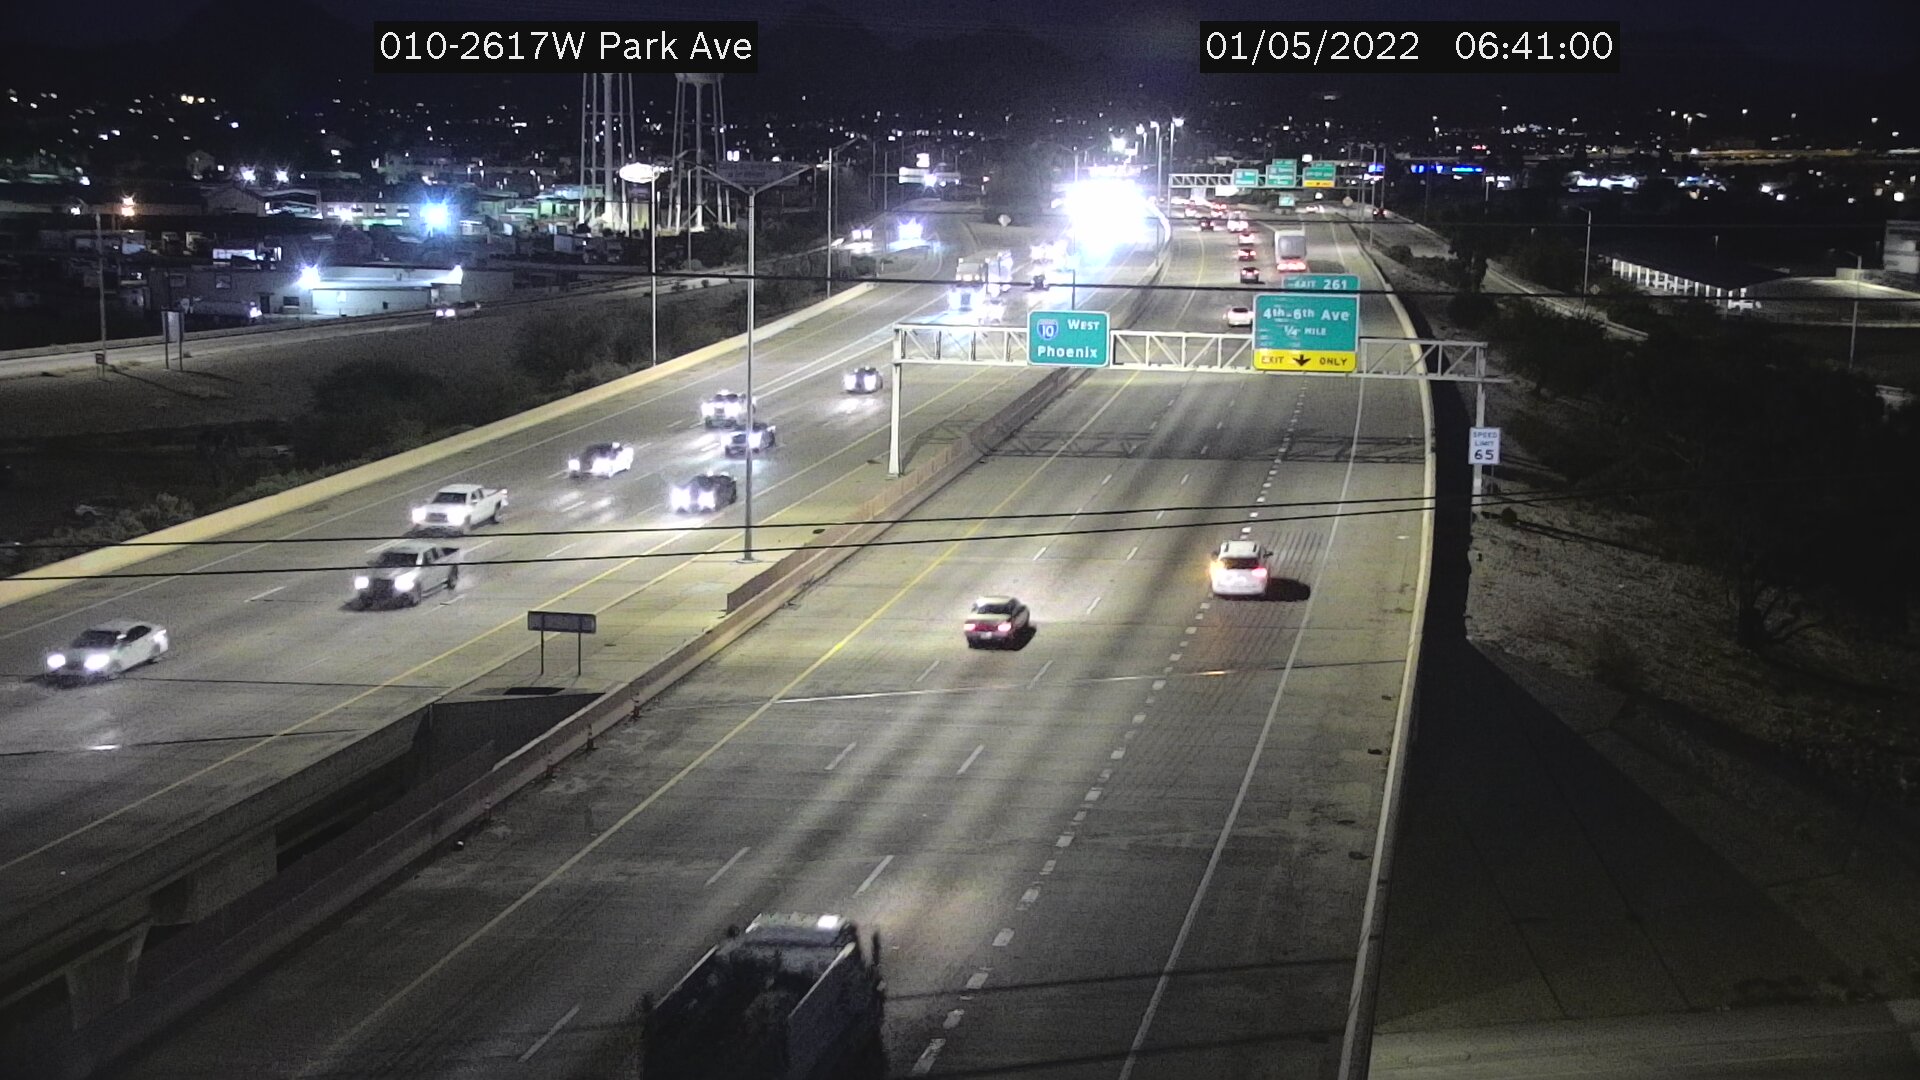 010-2617W Park Ave
01/05/2022 06:41:00
EXIT 261
10 WEST
Phoenix
4th-6th Ave
1/4 MILE
EXIT ONLY
SPEED
LIMIT
65